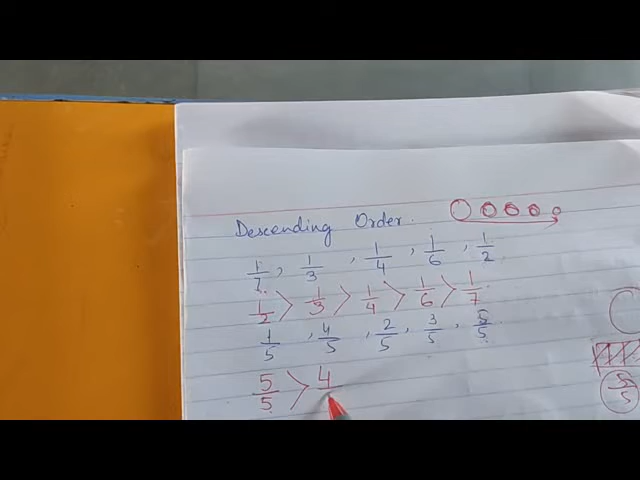 Descending Order.
1/7, 1/3, 1/4, 1/6, 1/2
1/2 > 1/3 > 1/4 > 1/6 > 1/7
1/5, 4/5, 2/5, 3/5, 5/5
5/5 > 4
5/5